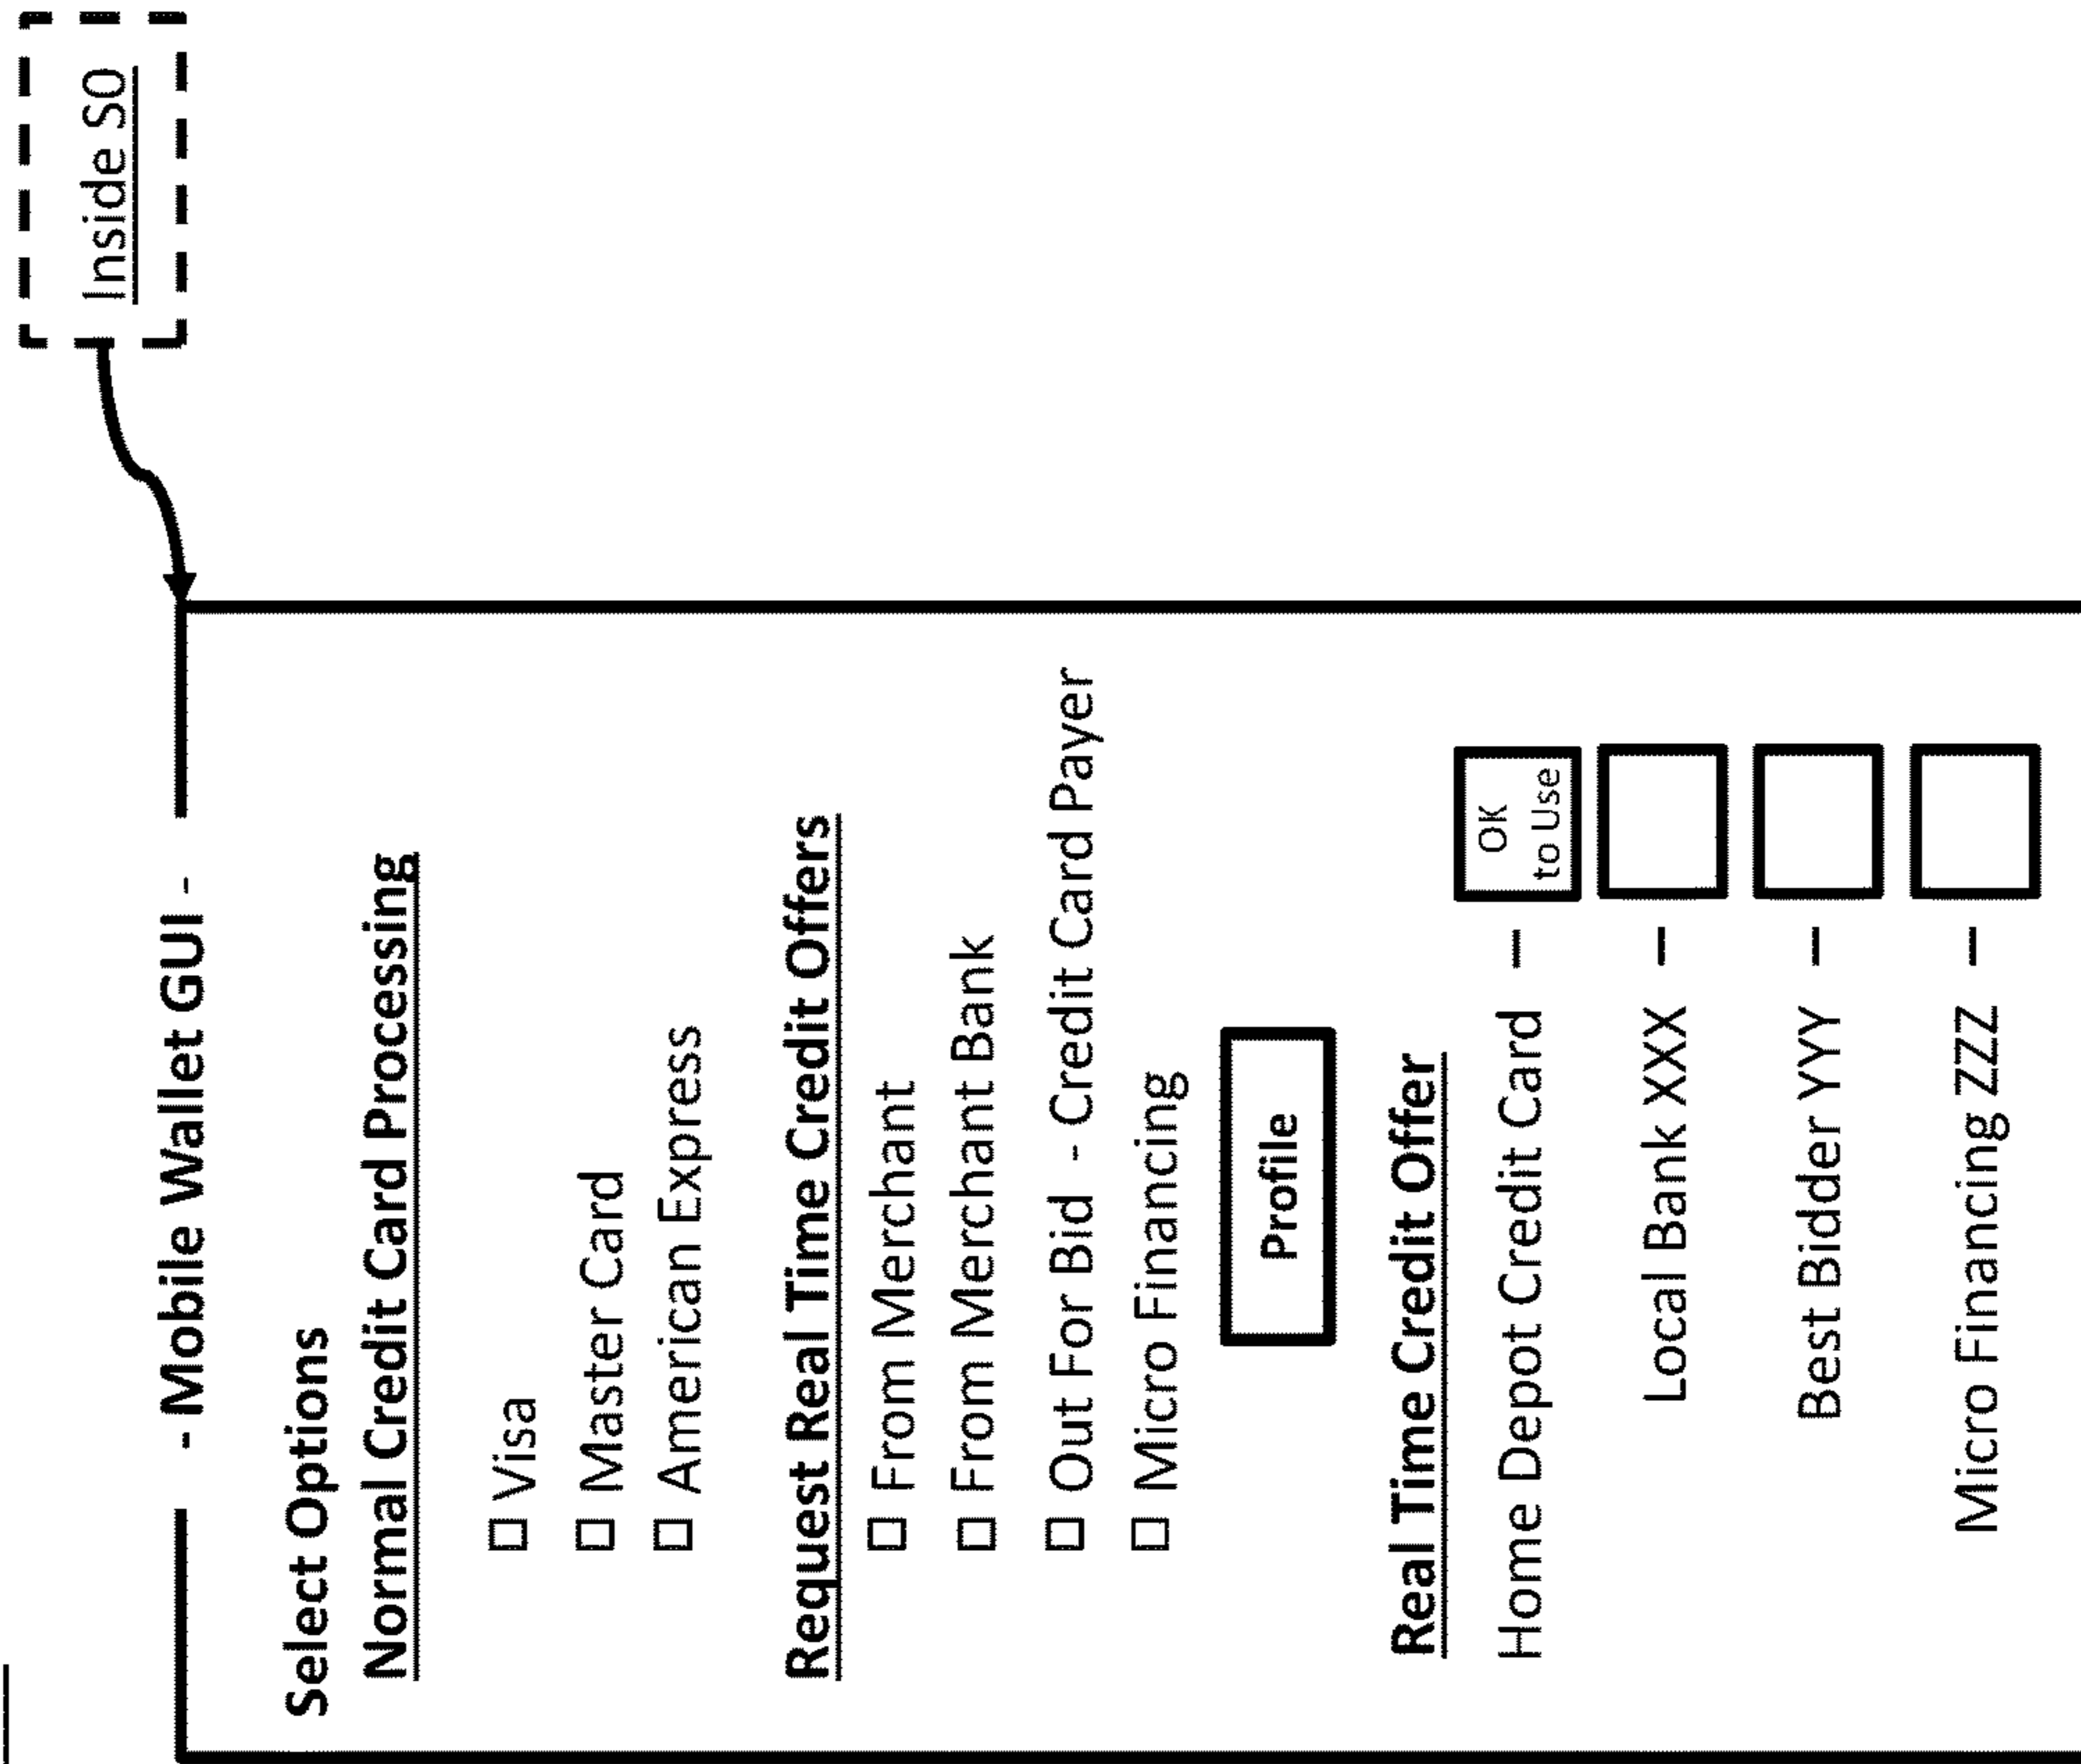 Inside SO
- Mobile Wallet GUI -
Select Options
Normal Credit Card Processing
Visa
Master Card
American Express
Request Real Time Credit Offers
From Merchant
From Merchant Bank
Out For Bid - Credit Card Payer
Micro Financing
Profile
Real Time Credit Offer
Home Depot Credit Card –
OK
to Use
Local Bank XXX –
Best Bidder YYY –
Micro Financing ZZZ –